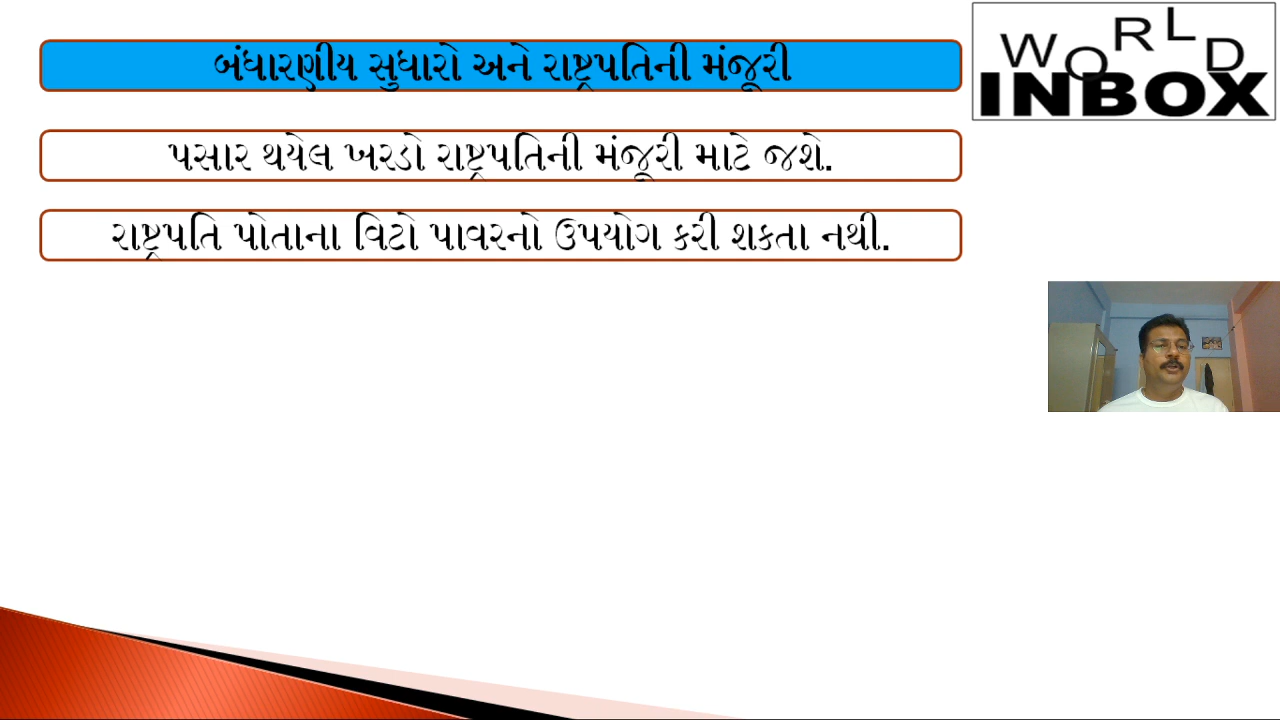 બંધારણીય સુધારો અને રાષ્ટ્રપતિની મંજૂરી
WORLD
INBOX
પસાર થયેલ ખરડો રાષ્ટ્રપતિની મંજૂરી માટે જશે.
રાષ્ટ્રપતિ પોતાના વિટો પાવરનો ઉપયોગ કરી શકતા નથી.